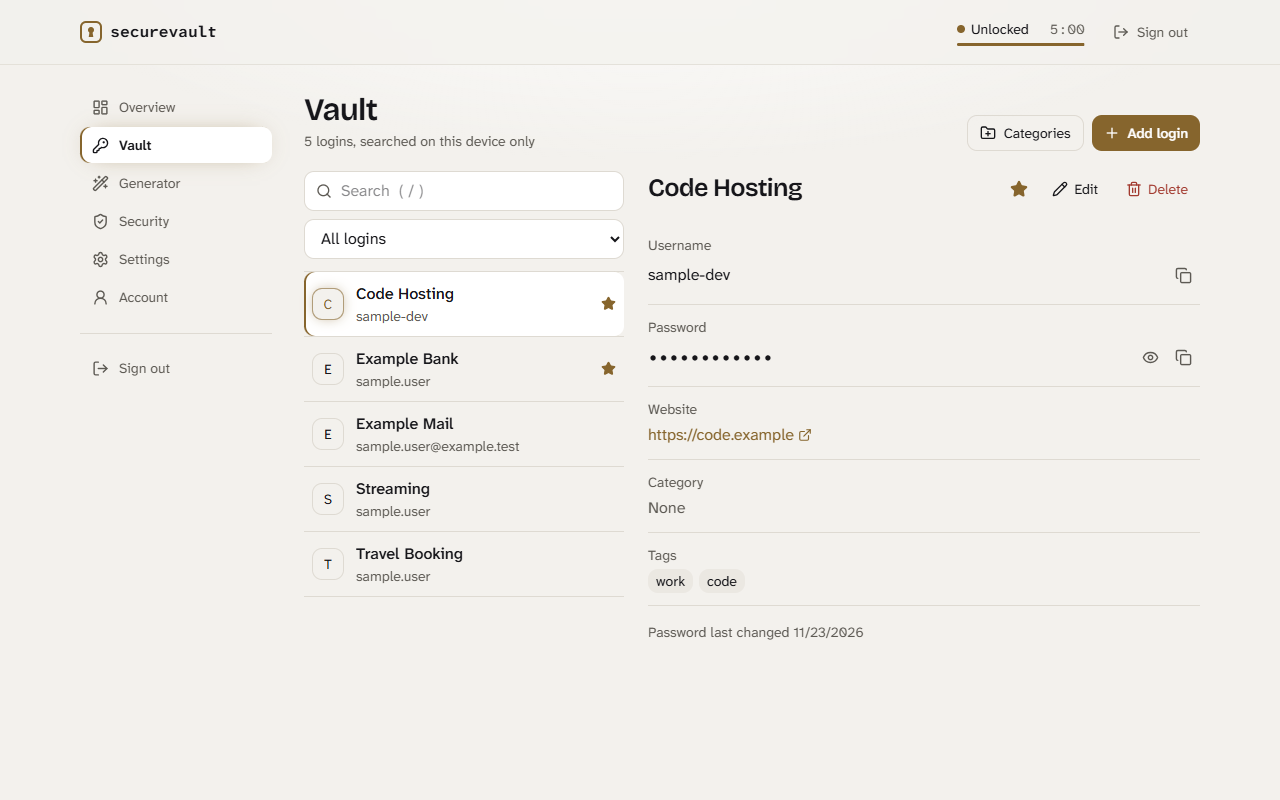 securevault
Unlocked 5:00
Sign out
Overview
Vault
Generator
Security
Settings
Account
Sign out
Vault
5 logins, searched on this device only
Categories
Add login
Search ( / )
All logins
C
Code Hosting
sample-dev
E
Example Bank
sample.user
E
Example Mail
sample.user@example.test
S
Streaming
sample.user
T
Travel Booking
sample.user
Code Hosting
Edit
Delete
Username
sample-dev
Password
••••••••••••
Website
https://code.example
Category
None
Tags
work code
Password last changed 11/23/2026